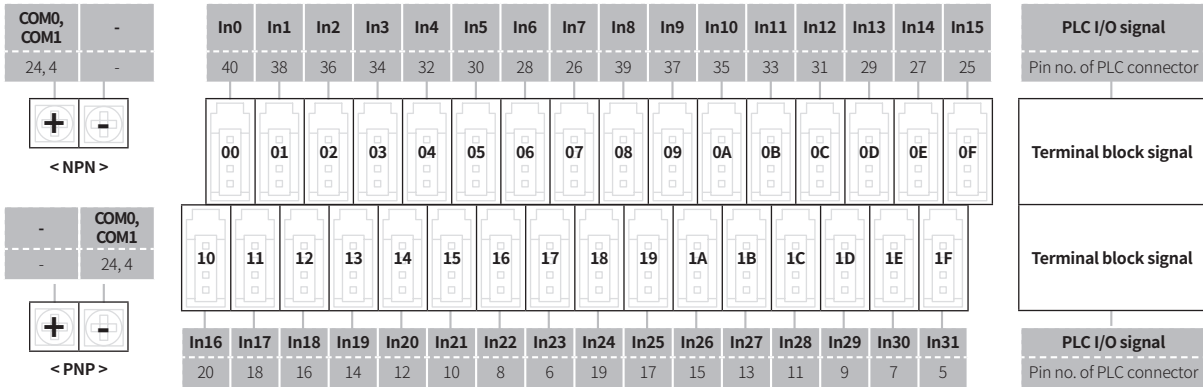 COM0, COM1 -
24, 4 -
+ -
< NPN >
In0 In1 In2 In3 In4 In5 In6 In7 In8 In9 In10 In11 In12 In13 In14 In15 PLC I/O signal
40 38 36 34 32 30 28 26 39 37 35 33 31 29 27 25 Pin no. of PLC connector
00 01 02 03 04 05 06 07 08 09 0A 0B 0C 0D 0E 0F Terminal block signal
- COM0, COM1
- 24, 4
+ -
< PNP >
10 11 12 13 14 15 16 17 18 19 1A 1B 1C 1D 1E 1F Terminal block signal
In16 In17 In18 In19 In20 In21 In22 In23 In24 In25 In26 In27 In28 In29 In30 In31 PLC I/O signal
20 18 16 14 12 10 8 6 19 17 15 13 11 9 7 5 Pin no. of PLC connector